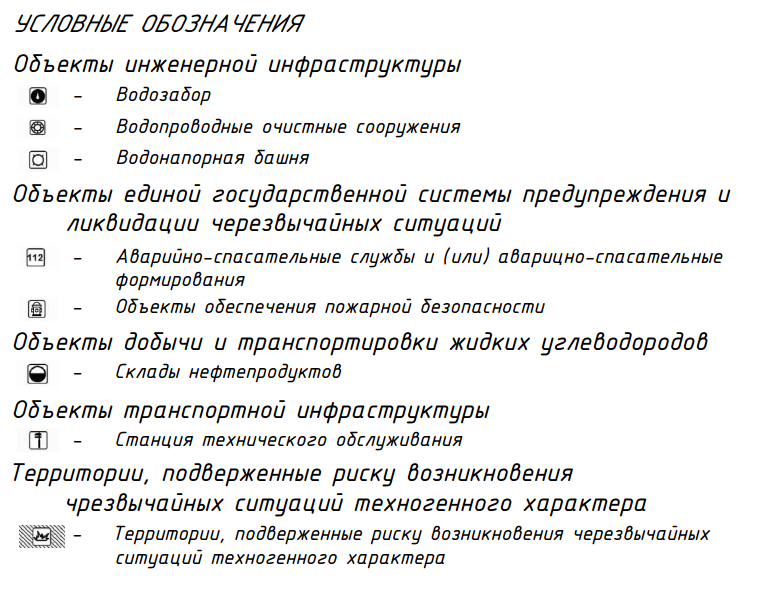 УСЛОВНЫЕ ОБОЗНАЧЕНИЯ
Объекты инженерной инфраструктуры
– Водозабор
– Водопроводные очистные сооружения
– Водонапорная башня
Объекты единой государственной системы предупреждения и
ликвидации черезвычайных ситуаций
112 – Аварийно-спасательные службы и (или) аварицно-спасательные
формирования
– Объекты обеспечения пожарной безопасности
Объекты добычи и транспортировки жидких углеводородов
– Склады нефтепродуктов
Объекты транспортной инфраструктуры
– Станция технического обслуживания
Территории, подверженные риску возникновения
чрезвычайных ситуаций техногенного характера
– Территории, подверженные риску возникновения черезвычайных
ситуаций техногенного характера